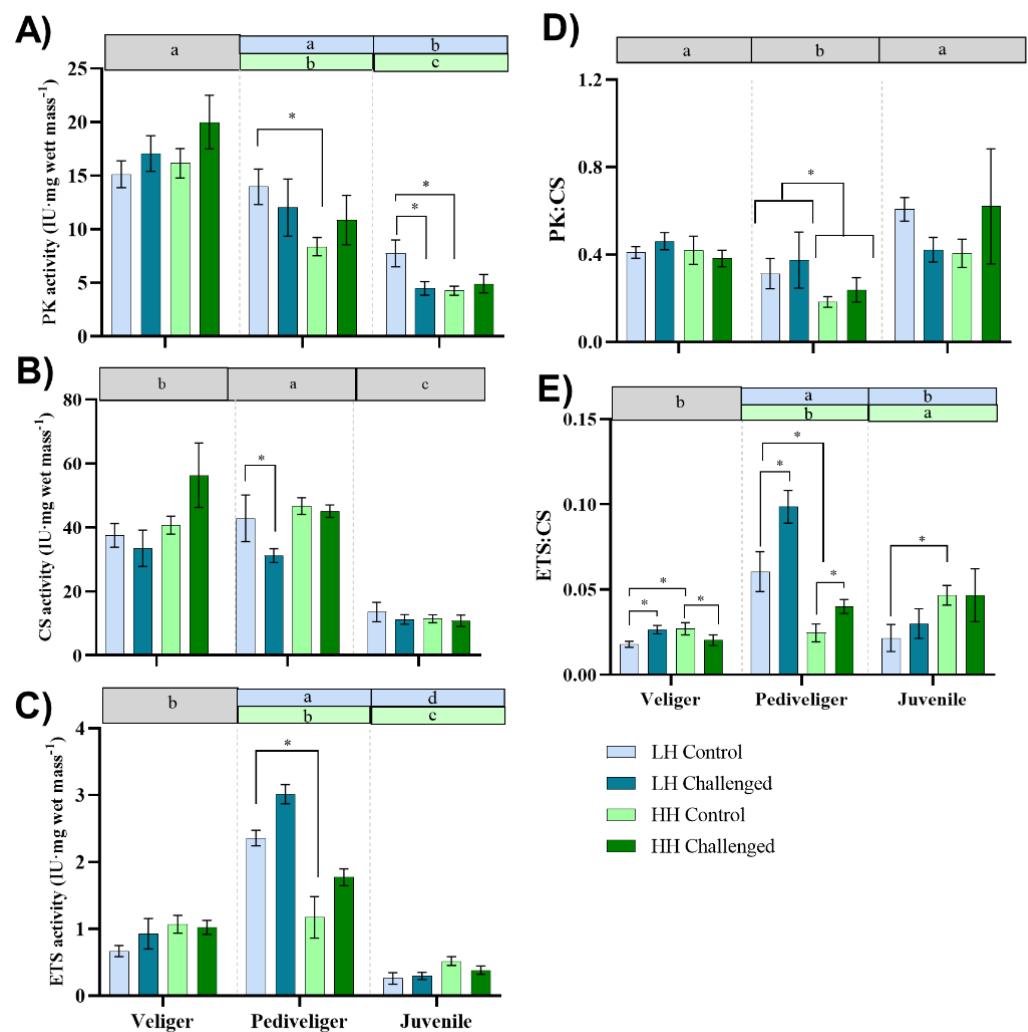 A)
a
a
b
b
c
25
20
15
10
5
0
PK activity (IU·mg wett mass-1)
*
*
*
B)
b
a
c
80
60
40
20
0
CS activity (IU·mg wet mass-1)
*
C)
b
a
d
b
c
4
3
2
1
0
ETS activity (IU·mg wet mass-1)
*
Veliger
Pediveliger
Juvenile
D)
a
b
a
1.2
0.8
0.4
0.0
PK:CS
*
E)
b
a
b
b
a
0.15
0.10
0.05
0.00
ETS:CS
*
*
*
*
*
*
*
Veliger
Pediveliger
Juvenile
LH Control
LH Challenged
HH Control
HH Challenged